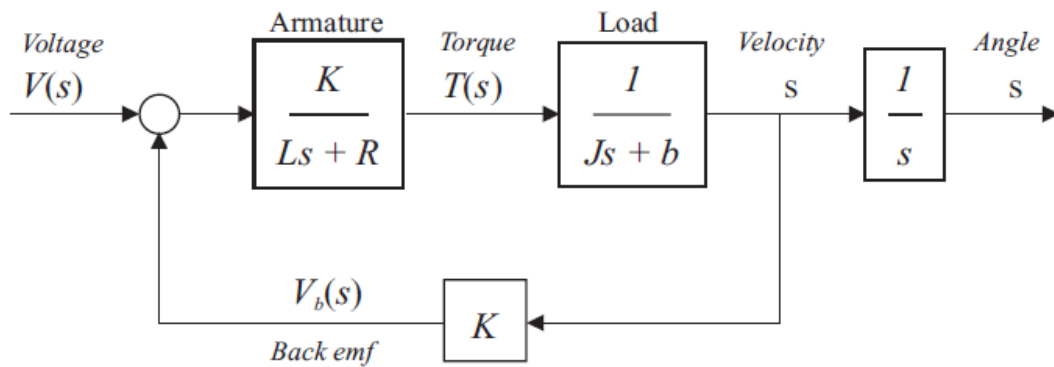 Armature
Load
Voltage
Torque
Velocity
Angle
V(s)
K
Ls + R
T(s)
1
Js + b
s
1
s
s
V_b(s)
K
Back emf